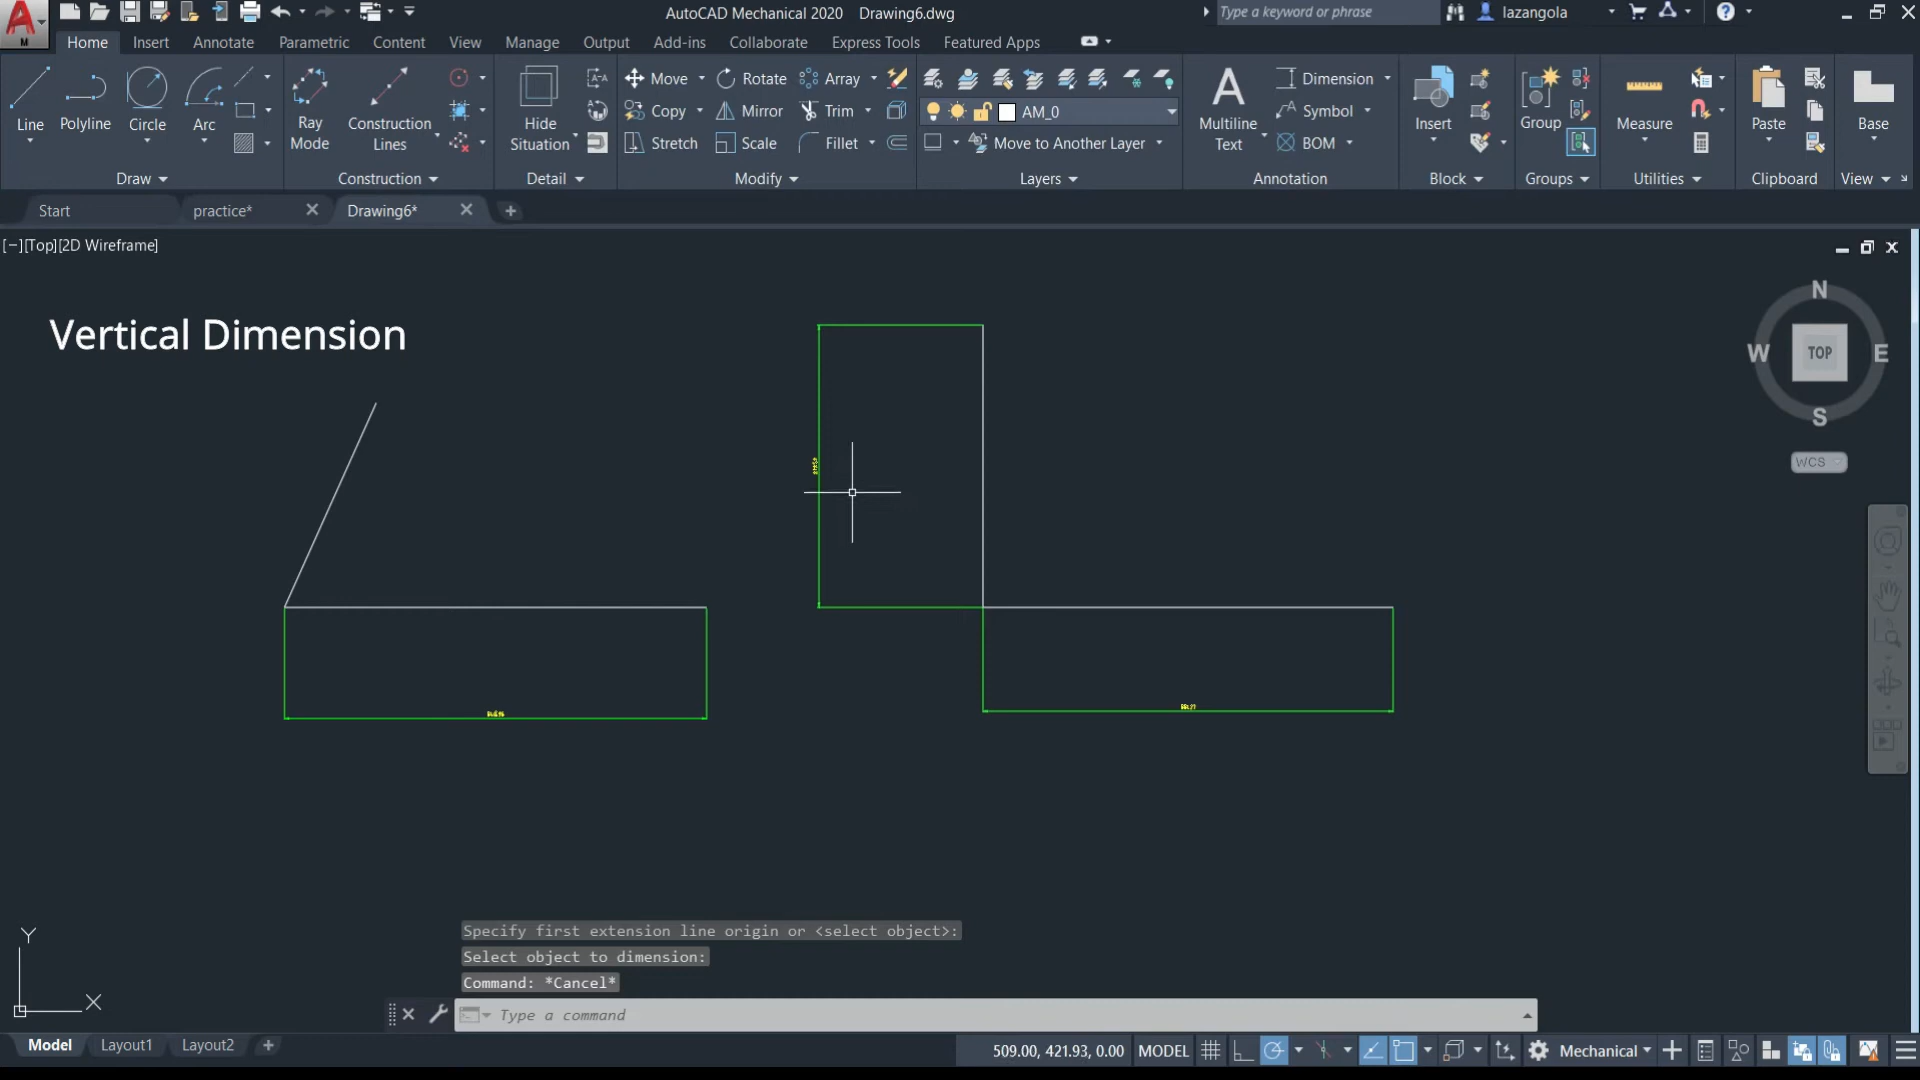 AutoCAD Mechanical 2020 Drawing6.dwg
Type a keyword or phrase
lazangola
Home Insert Annotate Parametric Content View Manage Output Add-ins Collaborate Express Tools Featured Apps
Line
Polyline
Circle
Arc
Draw
Ray
Mode
Construction
Lines
Construction
Hide
Situation
Detail
Move Rotate Array
Copy Mirror Trim
Stretch Scale Fillet
Modify
AM_0
Move to Another Layer
Layers
Multiline
Text
Dimension
Symbol
BOM
Annotation
Insert
Block
Group
Groups
Measure
Utilities
Paste
Clipboard
Base
View
Start practice* Drawing6*
[−][Top][2D Wireframe]
Vertical Dimension
N
W TOP E
S
WCS
Y
X
Specify first extension line origin or <select object>:
Select object to dimension:
Command: *Cancel*
Type a command
Model Layout1 Layout2
509.00, 421.93, 0.00 MODEL Mechanical